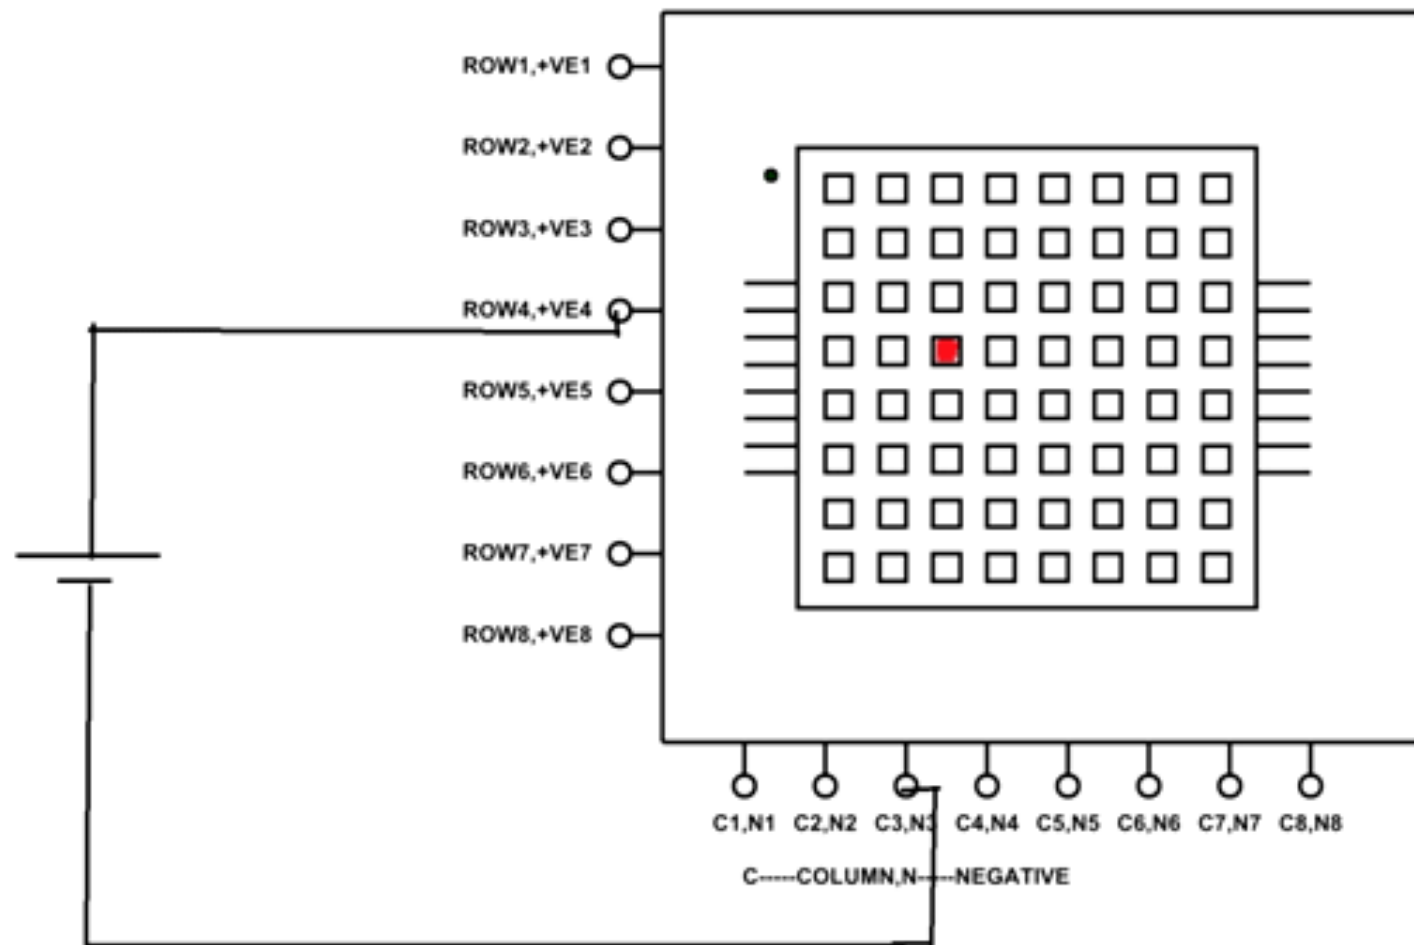 ROW1,+VE1
ROW2,+VE2
ROW3,+VE3
ROW4,+VE4
ROW5,+VE5
ROW6,+VE6
ROW7,+VE7
ROW8,+VE8
C1,N1 C2,N2 C3,N3 C4,N4 C5,N5 C6,N6 C7,N7 C8,N8
C-----COLUMN,N-----NEGATIVE